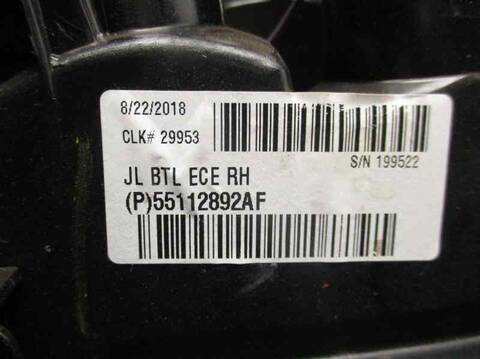 8/22/2018
CLK# 29953
S/N 199522
JL BTL ECE RH
(P)55112892AF